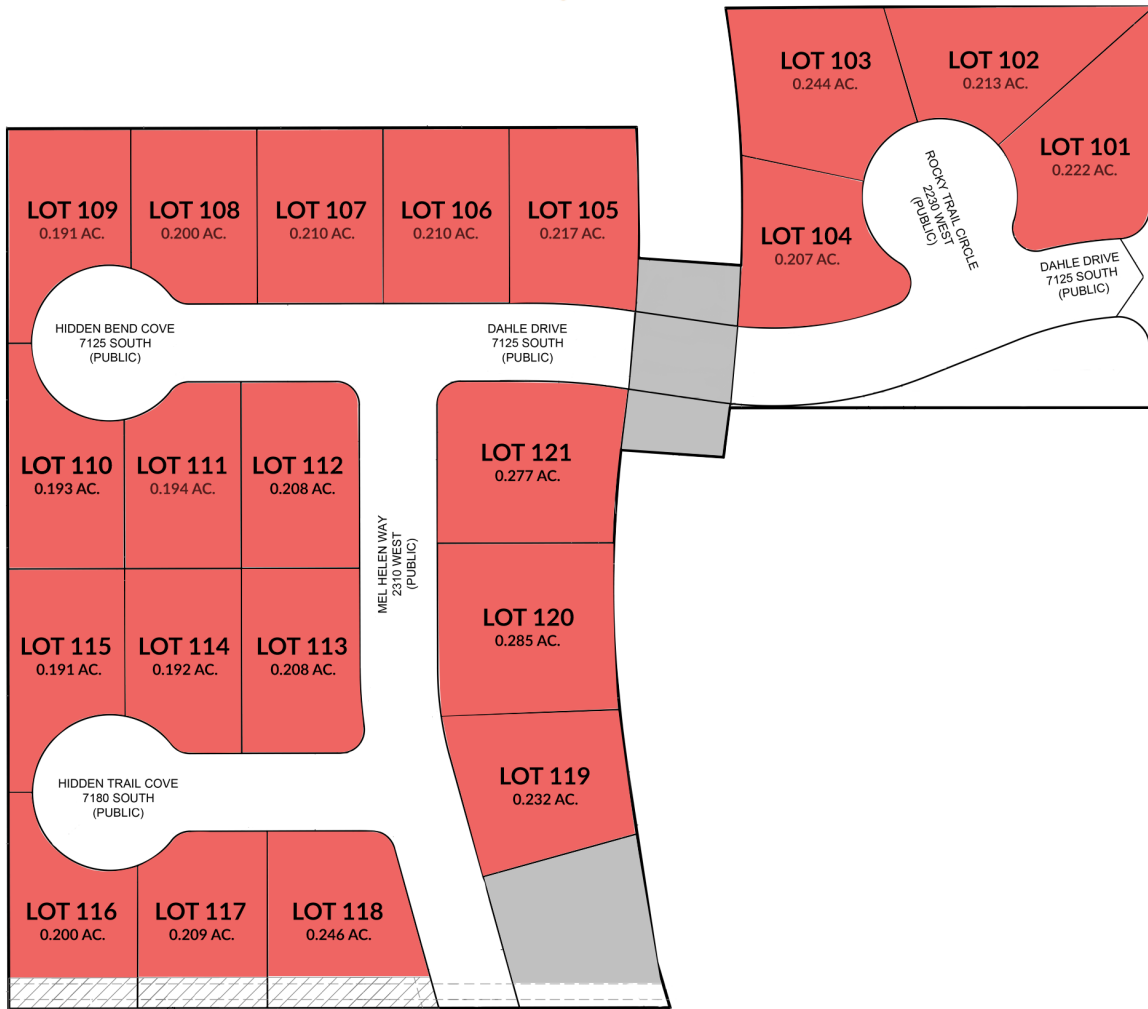 LOT 103
0.244 AC.
LOT 102
0.213 AC.
LOT 101
0.222 AC.
ROCKY TRAIL CIRCLE
2230 WEST
(PUBLIC)
LOT 104
0.207 AC.
DAHLE DRIVE
7125 SOUTH
(PUBLIC)
LOT 109
0.191 AC.
LOT 108
0.200 AC.
LOT 107
0.210 AC.
LOT 106
0.210 AC.
LOT 105
0.217 AC.
HIDDEN BEND COVE
7125 SOUTH
(PUBLIC)
DAHLE DRIVE
7125 SOUTH
(PUBLIC)
LOT 110
0.193 AC.
LOT 111
0.194 AC.
LOT 112
0.208 AC.
LOT 121
0.277 AC.
MEL HELEN WAY
2310 WEST
(PUBLIC)
LOT 115
0.191 AC.
LOT 114
0.192 AC.
LOT 113
0.208 AC.
LOT 120
0.285 AC.
HIDDEN TRAIL COVE
7180 SOUTH
(PUBLIC)
LOT 119
0.232 AC.
LOT 116
0.200 AC.
LOT 117
0.209 AC.
LOT 118
0.246 AC.